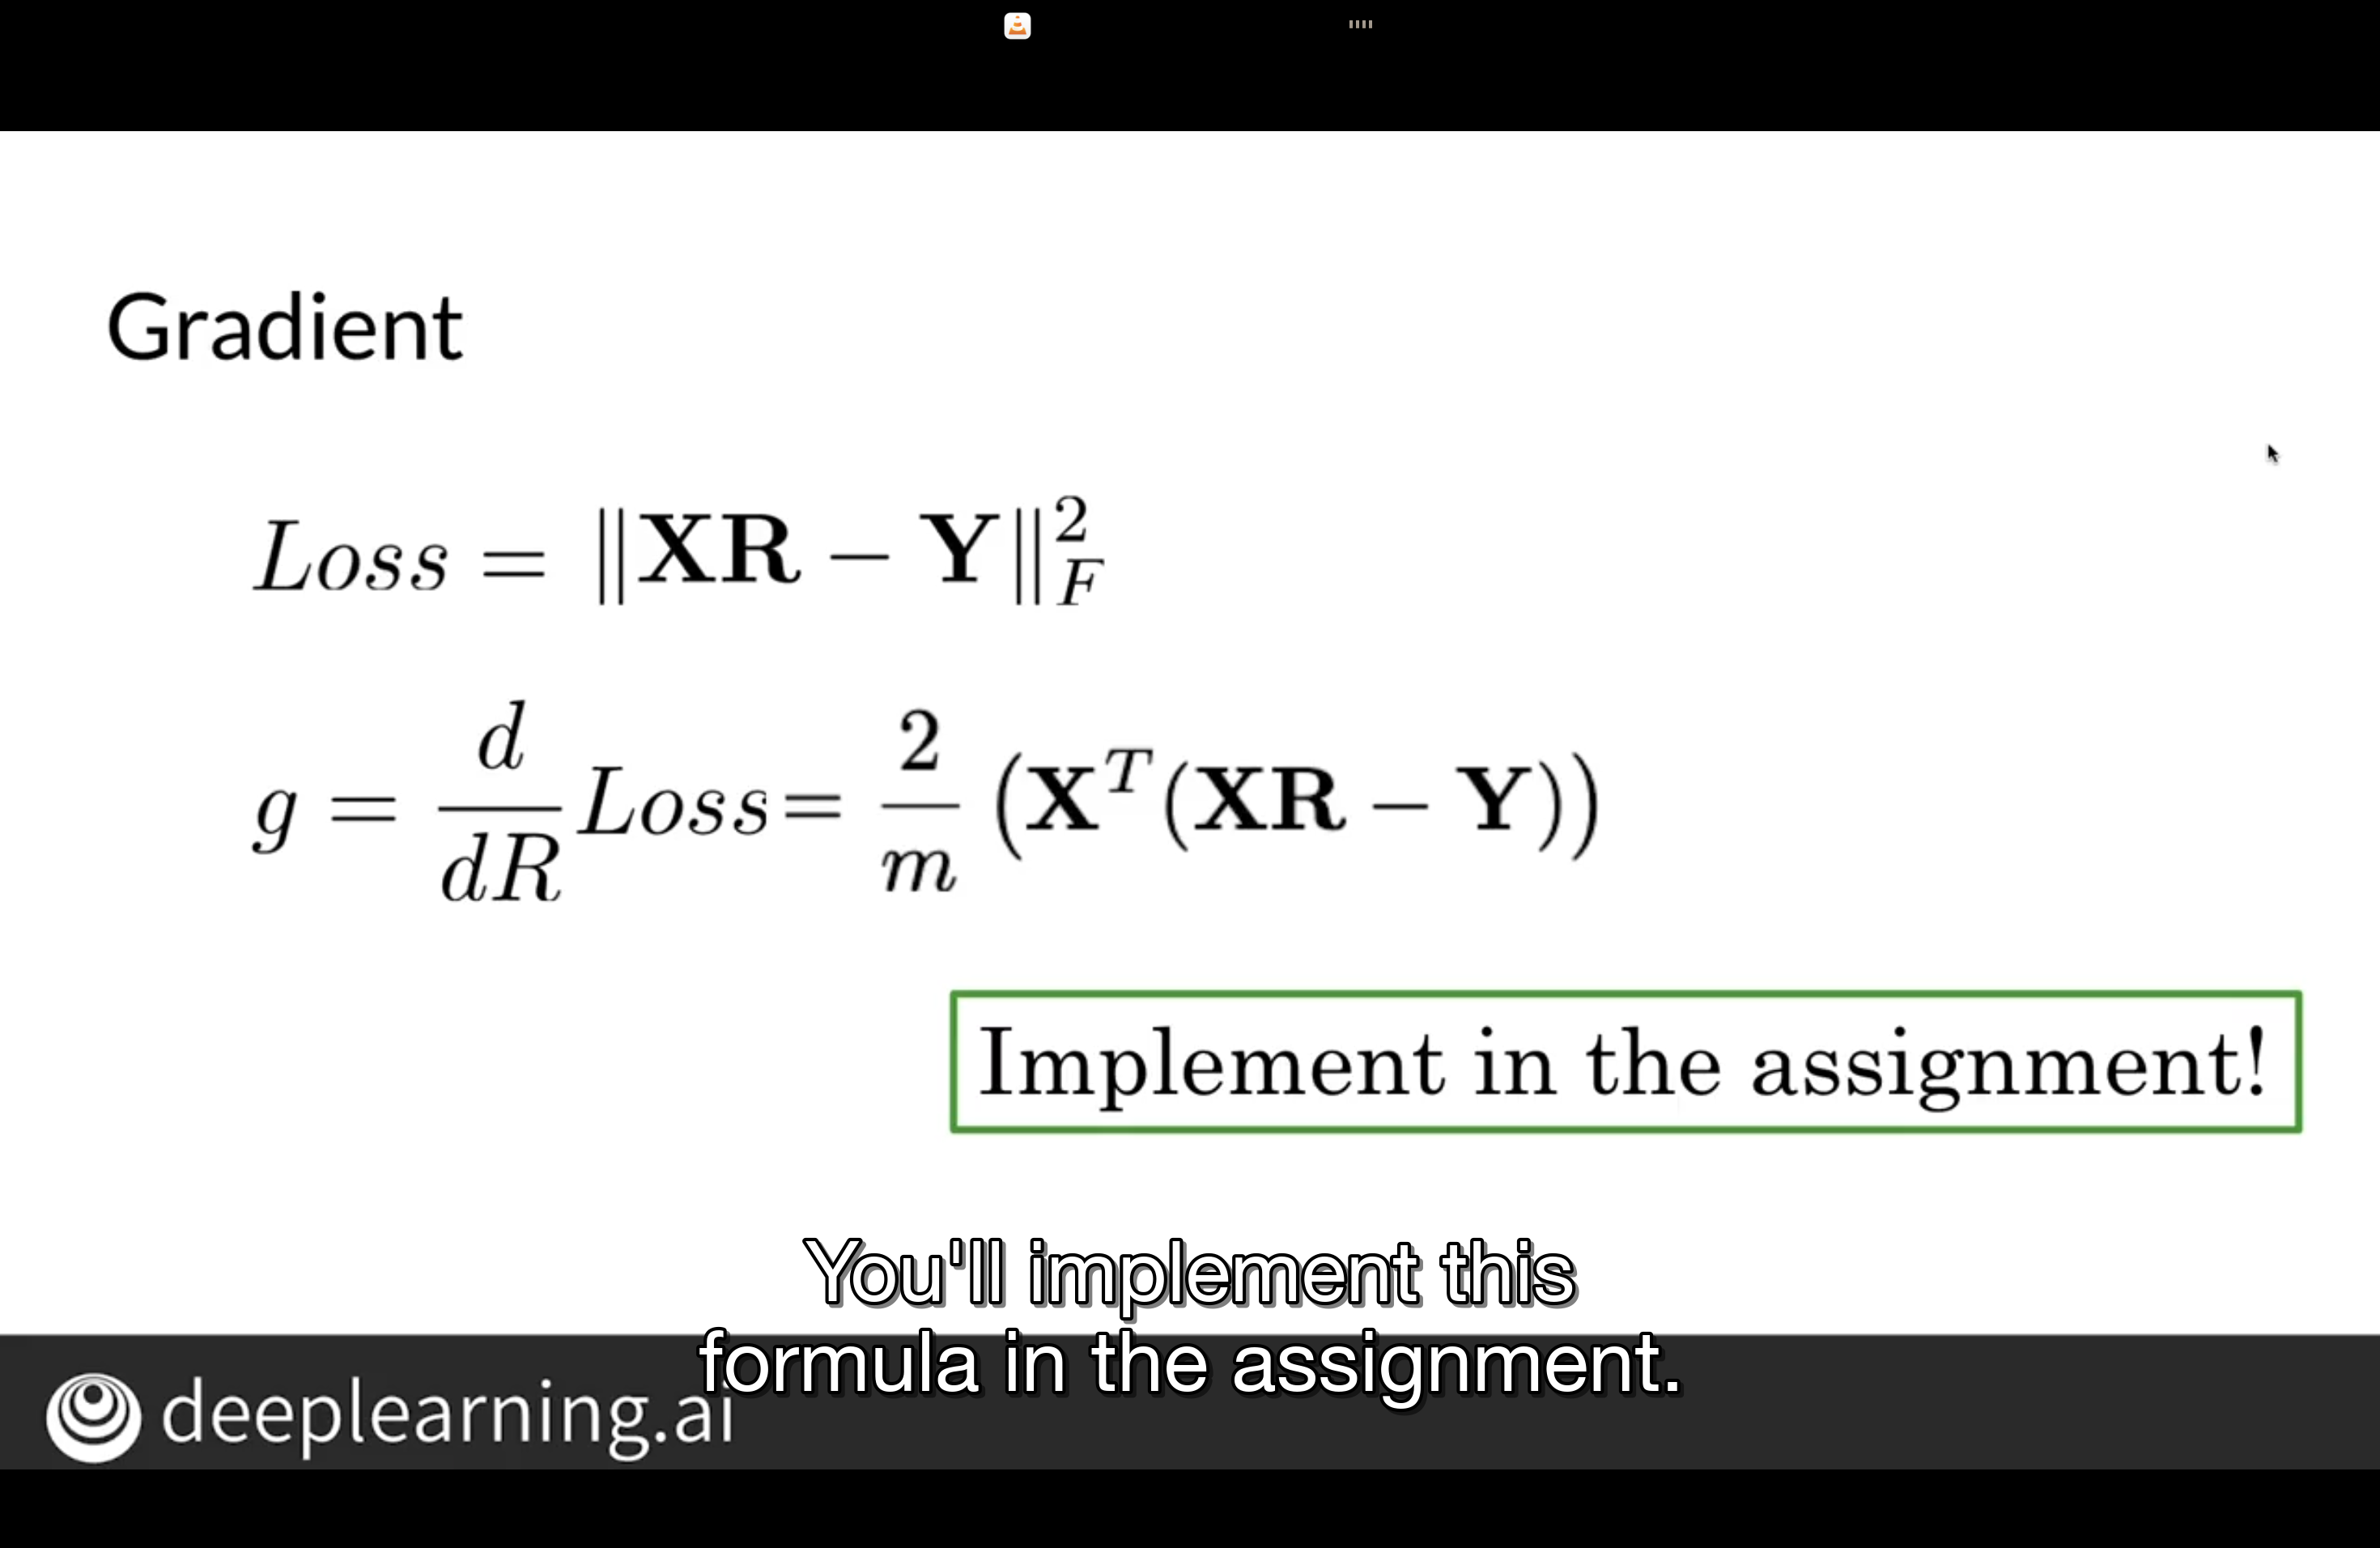 Gradient
Loss = ‖XR − Y‖²_F
g = d/dR Loss = 2/m (X^T(XR − Y))
Implement in the assignment!
You'll implement this
formula in the assignment.
deeplearning.ai